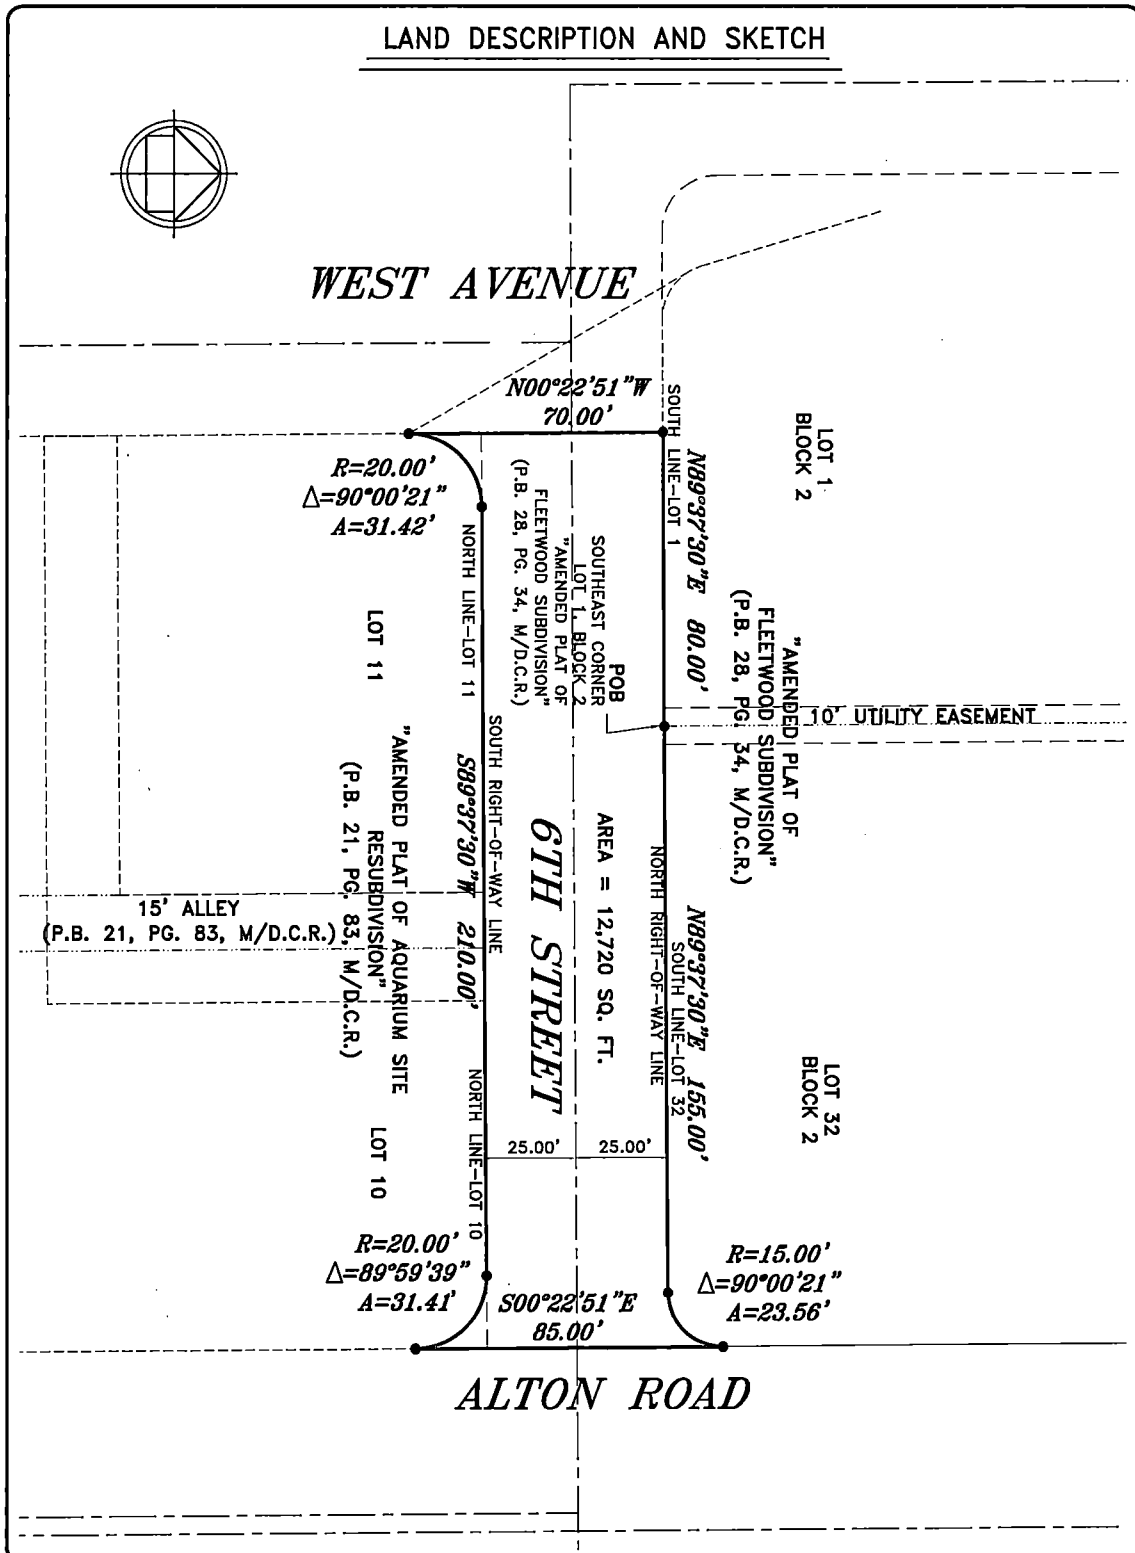 LAND DESCRIPTION AND SKETCH
WEST AVENUE
N00°22'51"W
70.00'
R=20.00'
Δ=90°00'21"
A=31.42'
SOUTH LINE-LOT 1
N89°37'30"E 80.00'
LOT 1
BLOCK 2
"AMENDED PLAT OF
FLEETWOOD SUBDIVISION"
(P.B. 28, PG. 34, M/D.C.R.)
SOUTHEAST CORNER
LOT 1, BLOCK 2
"AMENDED PLAT OF
FLEETWOOD SUBDIVISION"
(P.B. 28, PG. 34, M/D.C.R.)
POB
10' UTILITY EASEMENT
NORTH LINE-LOT 11
LOT 11
SOUTH RIGHT-OF-WAY LINE
S89°37'30"W 210.00'
"AMENDED PLAT OF AQUARIUM SITE
RESUBDIVISION"
(P.B. 21, PG. 83, M/D.C.R.)
15' ALLEY
(P.B. 21, PG. 83, M/D.C.R.)
6TH STREET
AREA = 12,720 SQ. FT.
NORTH RIGHT-OF-WAY LINE
SOUTH LINE-LOT 32
N89°37'30"E 155.00'
LOT 32
BLOCK 2
NORTH LINE-LOT 10
LOT 10
25.00'
25.00'
R=20.00'
Δ=89°59'39"
A=31.41'
S00°22'51"E
85.00'
R=15.00'
Δ=90°00'21"
A=23.56'
ALTON ROAD